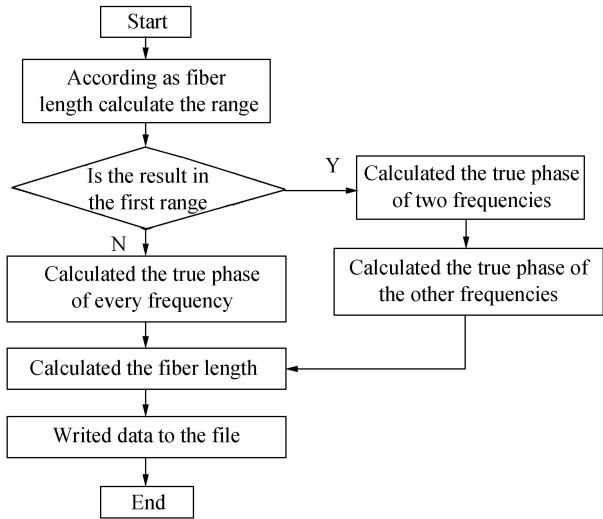 Start
According as fiber
length calculate the range
Is the result in
the first range
Y
Calculated the true phase
of two frequencies
N
Calculated the true phase
of every frequency
Calculated the true phase of
the other frequencies
Calculated the fiber length
Writed data to the file
End